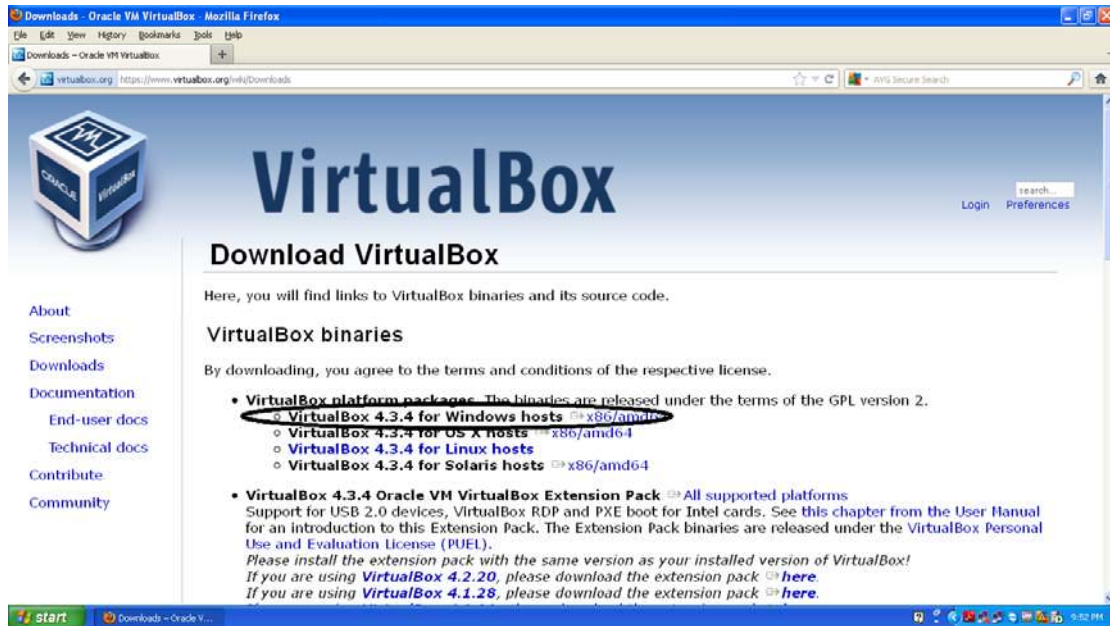 Downloads - Oracle VM VirtualBox - Mozilla Firefox
File Edit View History Bookmarks Tools Help
Downloads – Oracle VM VirtualBox
virtualbox.org https://www.virtualbox.org/wiki/Downloads AVG Secure Search
ORACLE VirtualBox
VirtualBox
search...
Login Preferences
Download VirtualBox
Here, you will find links to VirtualBox binaries and its source code.
VirtualBox binaries
By downloading, you agree to the terms and conditions of the respective license.
About
Screenshots
Downloads
Documentation
End-user docs
Technical docs
Contribute
Community
• VirtualBox platform packages. The binaries are released under the terms of the GPL version 2.
VirtualBox 4.3.4 for Windows hosts x86/amd64
VirtualBox 4.3.4 for OS X hosts x86/amd64
VirtualBox 4.3.4 for Linux hosts
VirtualBox 4.3.4 for Solaris hosts x86/amd64
• VirtualBox 4.3.4 Oracle VM VirtualBox Extension Pack All supported platforms
Support for USB 2.0 devices, VirtualBox RDP and PXE boot for Intel cards. See this chapter from the User Manual
for an introduction to this Extension Pack. The Extension Pack binaries are released under the VirtualBox Personal
Use and Evaluation License (PUEL).
Please install the extension pack with the same version as your installed version of VirtualBox!
If you are using VirtualBox 4.2.20, please download the extension pack here.
If you are using VirtualBox 4.1.28, please download the extension pack here.
start Downloads – Oracle V... 9:52 PM